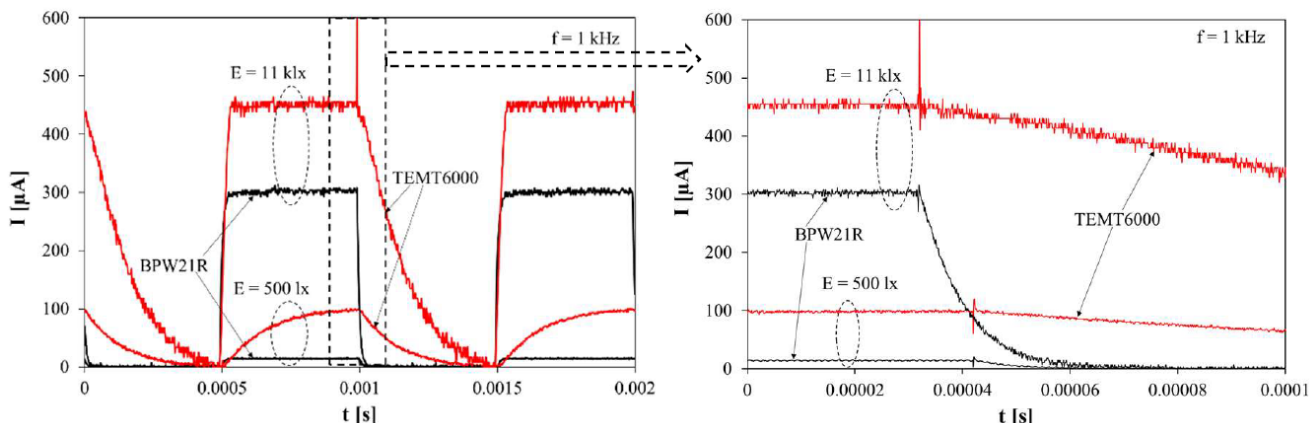 600
500
400
300
200
100
0
I [µA]
f = 1 kHz
E = 11 klx
TEMT6000
BPW21R
E = 500 lx
0
0.0005
0.001
0.0015
0.002
t [s]
600
500
400
300
200
100
0
I [µA]
f = 1 kHz
E = 11 klx
BPW21R
TEMT6000
E = 500 lx
0
0.00002
0.00004
0.00006
0.00008
0.0001
t [s]